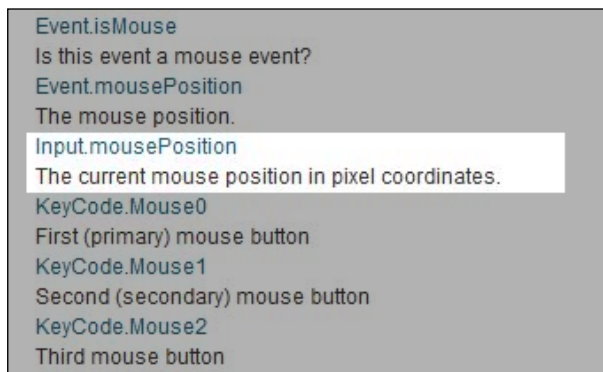 Event.isMouse
Is this event a mouse event?
Event.mousePosition
The mouse position.
Input.mousePosition
The current mouse position in pixel coordinates.
KeyCode.Mouse0
First (primary) mouse button
KeyCode.Mouse1
Second (secondary) mouse button
KeyCode.Mouse2
Third mouse button